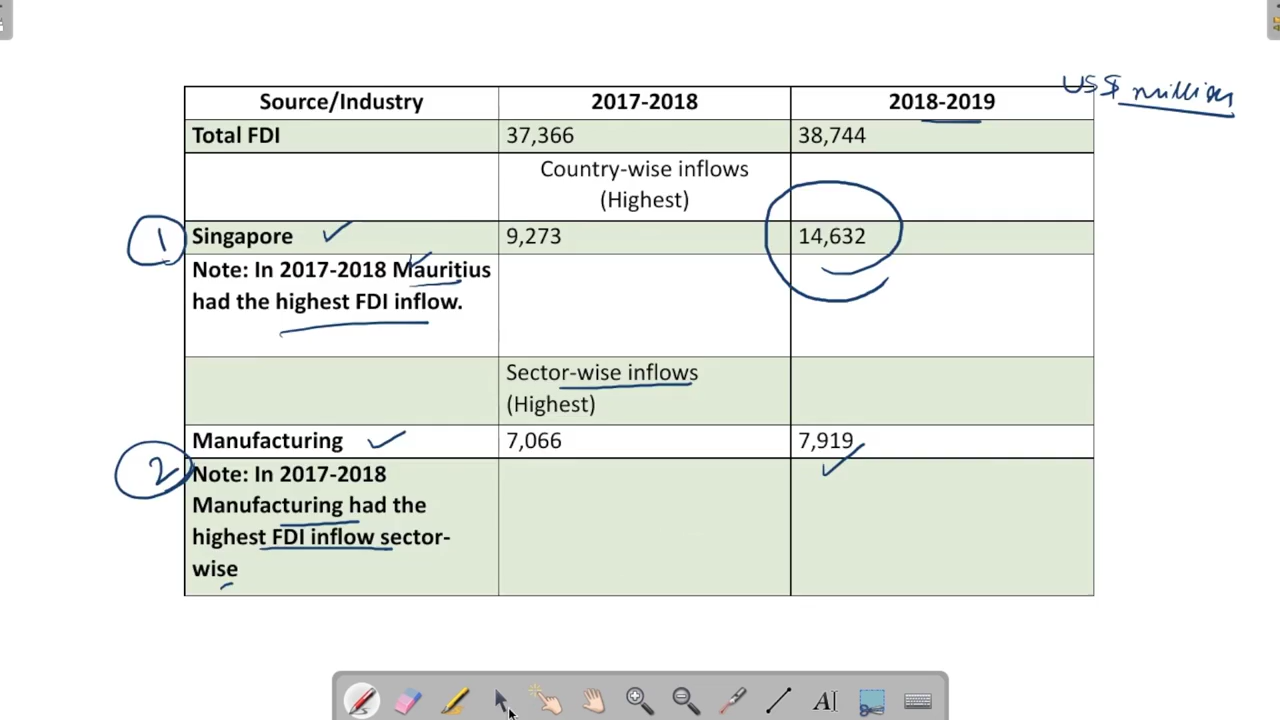 US$ million
Source/Industry 2017-2018 2018-2019
Total FDI 37,366 38,744
Country-wise inflows
(Highest)
1 Singapore 9,273 14,632
Note: In 2017-2018 Mauritius
had the highest FDI inflow.
Sector-wise inflows
(Highest)
Manufacturing 7,066 7,919
2 Note: In 2017-2018
Manufacturing had the
highest FDI inflow sector-
wise
AI